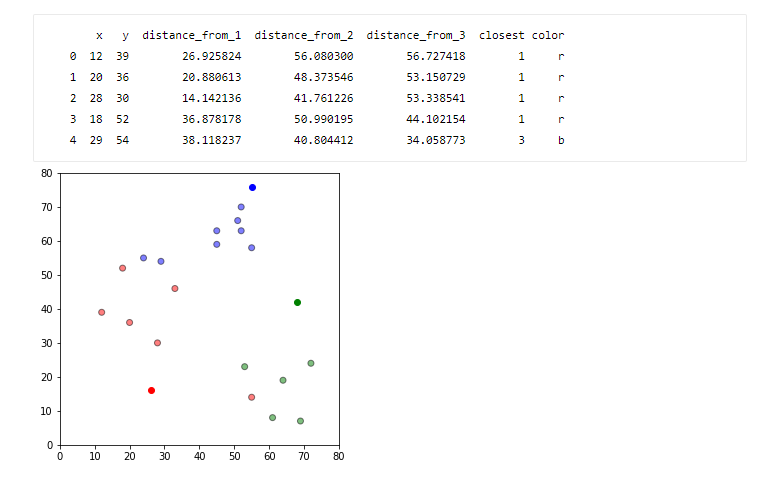 x y distance_from_1 distance_from_2 distance_from_3 closest color
0 12 39 26.925824 56.080300 56.727418 1 r
1 20 36 20.880613 48.373546 53.150729 1 r
2 28 30 14.142136 41.761226 53.338541 1 r
3 18 52 36.878178 50.990195 44.102154 1 r
4 29 54 38.118237 40.804412 34.058773 3 b
80
70
60
50
40
30
20
10
0
0 10 20 30 40 50 60 70 80